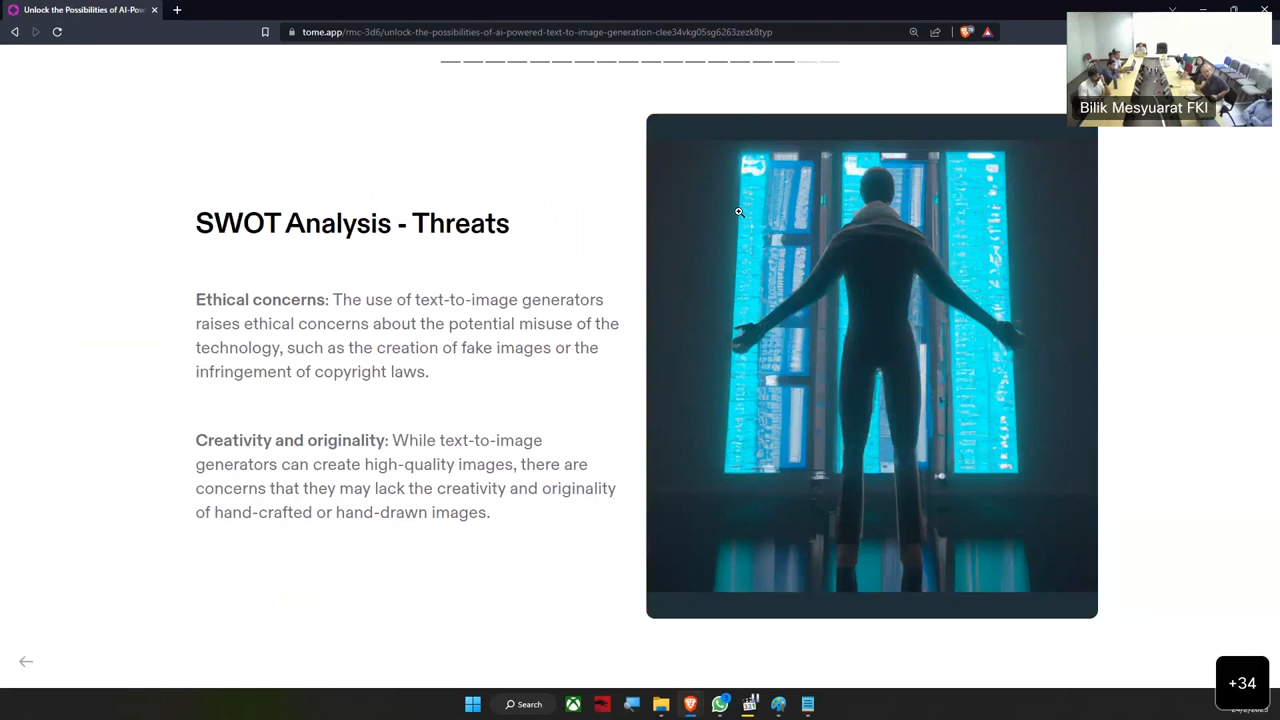 Unlock the Possibilities of AI-Pow
tome.app/rmc-3d6/unlock-the-possibilities-of-ai-powered-text-to-image-generation-clee34vkg05sg6263zezk8typ
Bilik Mesyuarat FKI
SWOT Analysis - Threats
Ethical concerns: The use of text-to-image generators
raises ethical concerns about the potential misuse of the
technology, such as the creation of fake images or the
infringement of copyright laws.
Creativity and originality: While text-to-image
generators can create high-quality images, there are
concerns that they may lack the creativity and originality
of hand-crafted or hand-drawn images.
+34
Search